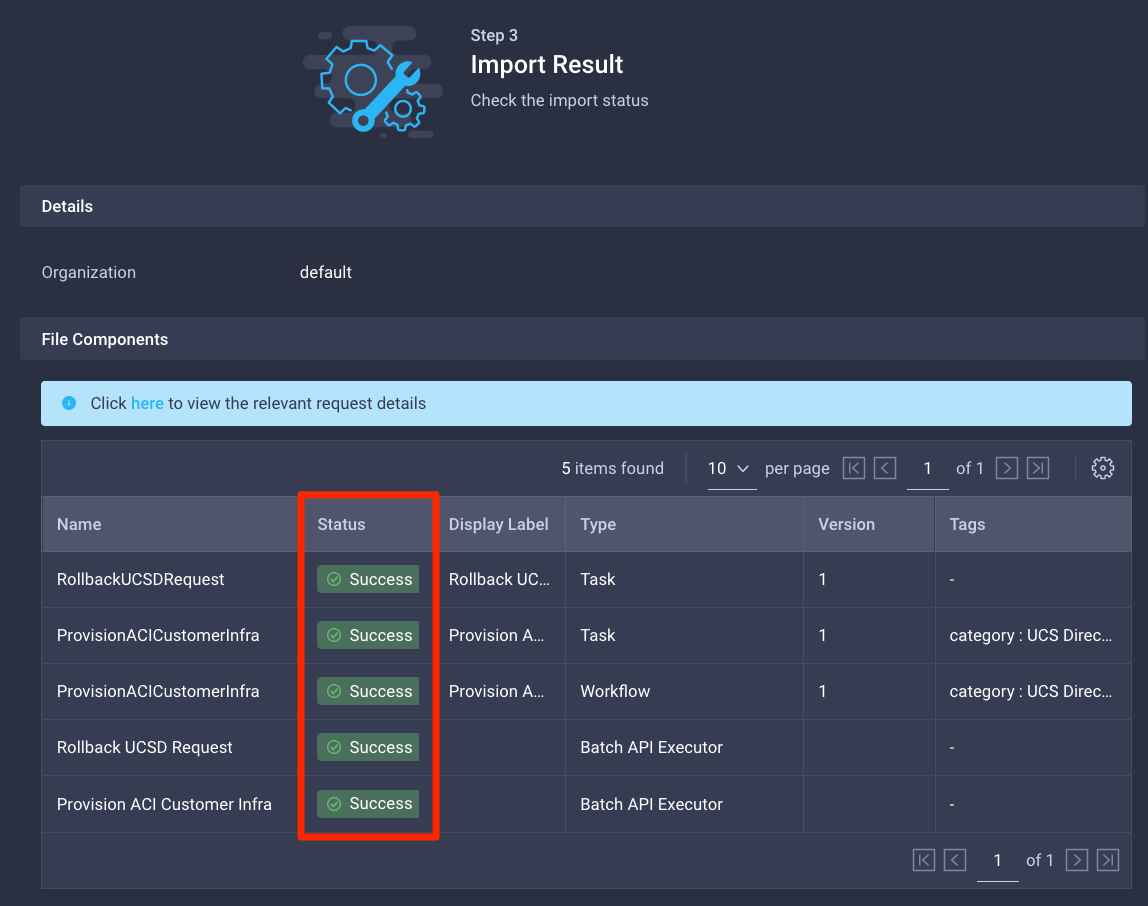 Step 3
Import Result
Check the import status
Details
Organization default
File Components
Click here to view the relevant request details
5 items found 10 per page 1 of 1
Name Status Display Label Type Version Tags
RollbackUCSDRequest Success Rollback UC... Task 1 -
ProvisionACICustomerInfra Success Provision A... Task 1 category : UCS Direc...
ProvisionACICustomerInfra Success Provision A... Workflow 1 category : UCS Direc...
Rollback UCSD Request Success Batch API Executor -
Provision ACI Customer Infra Success Batch API Executor -
1 of 1